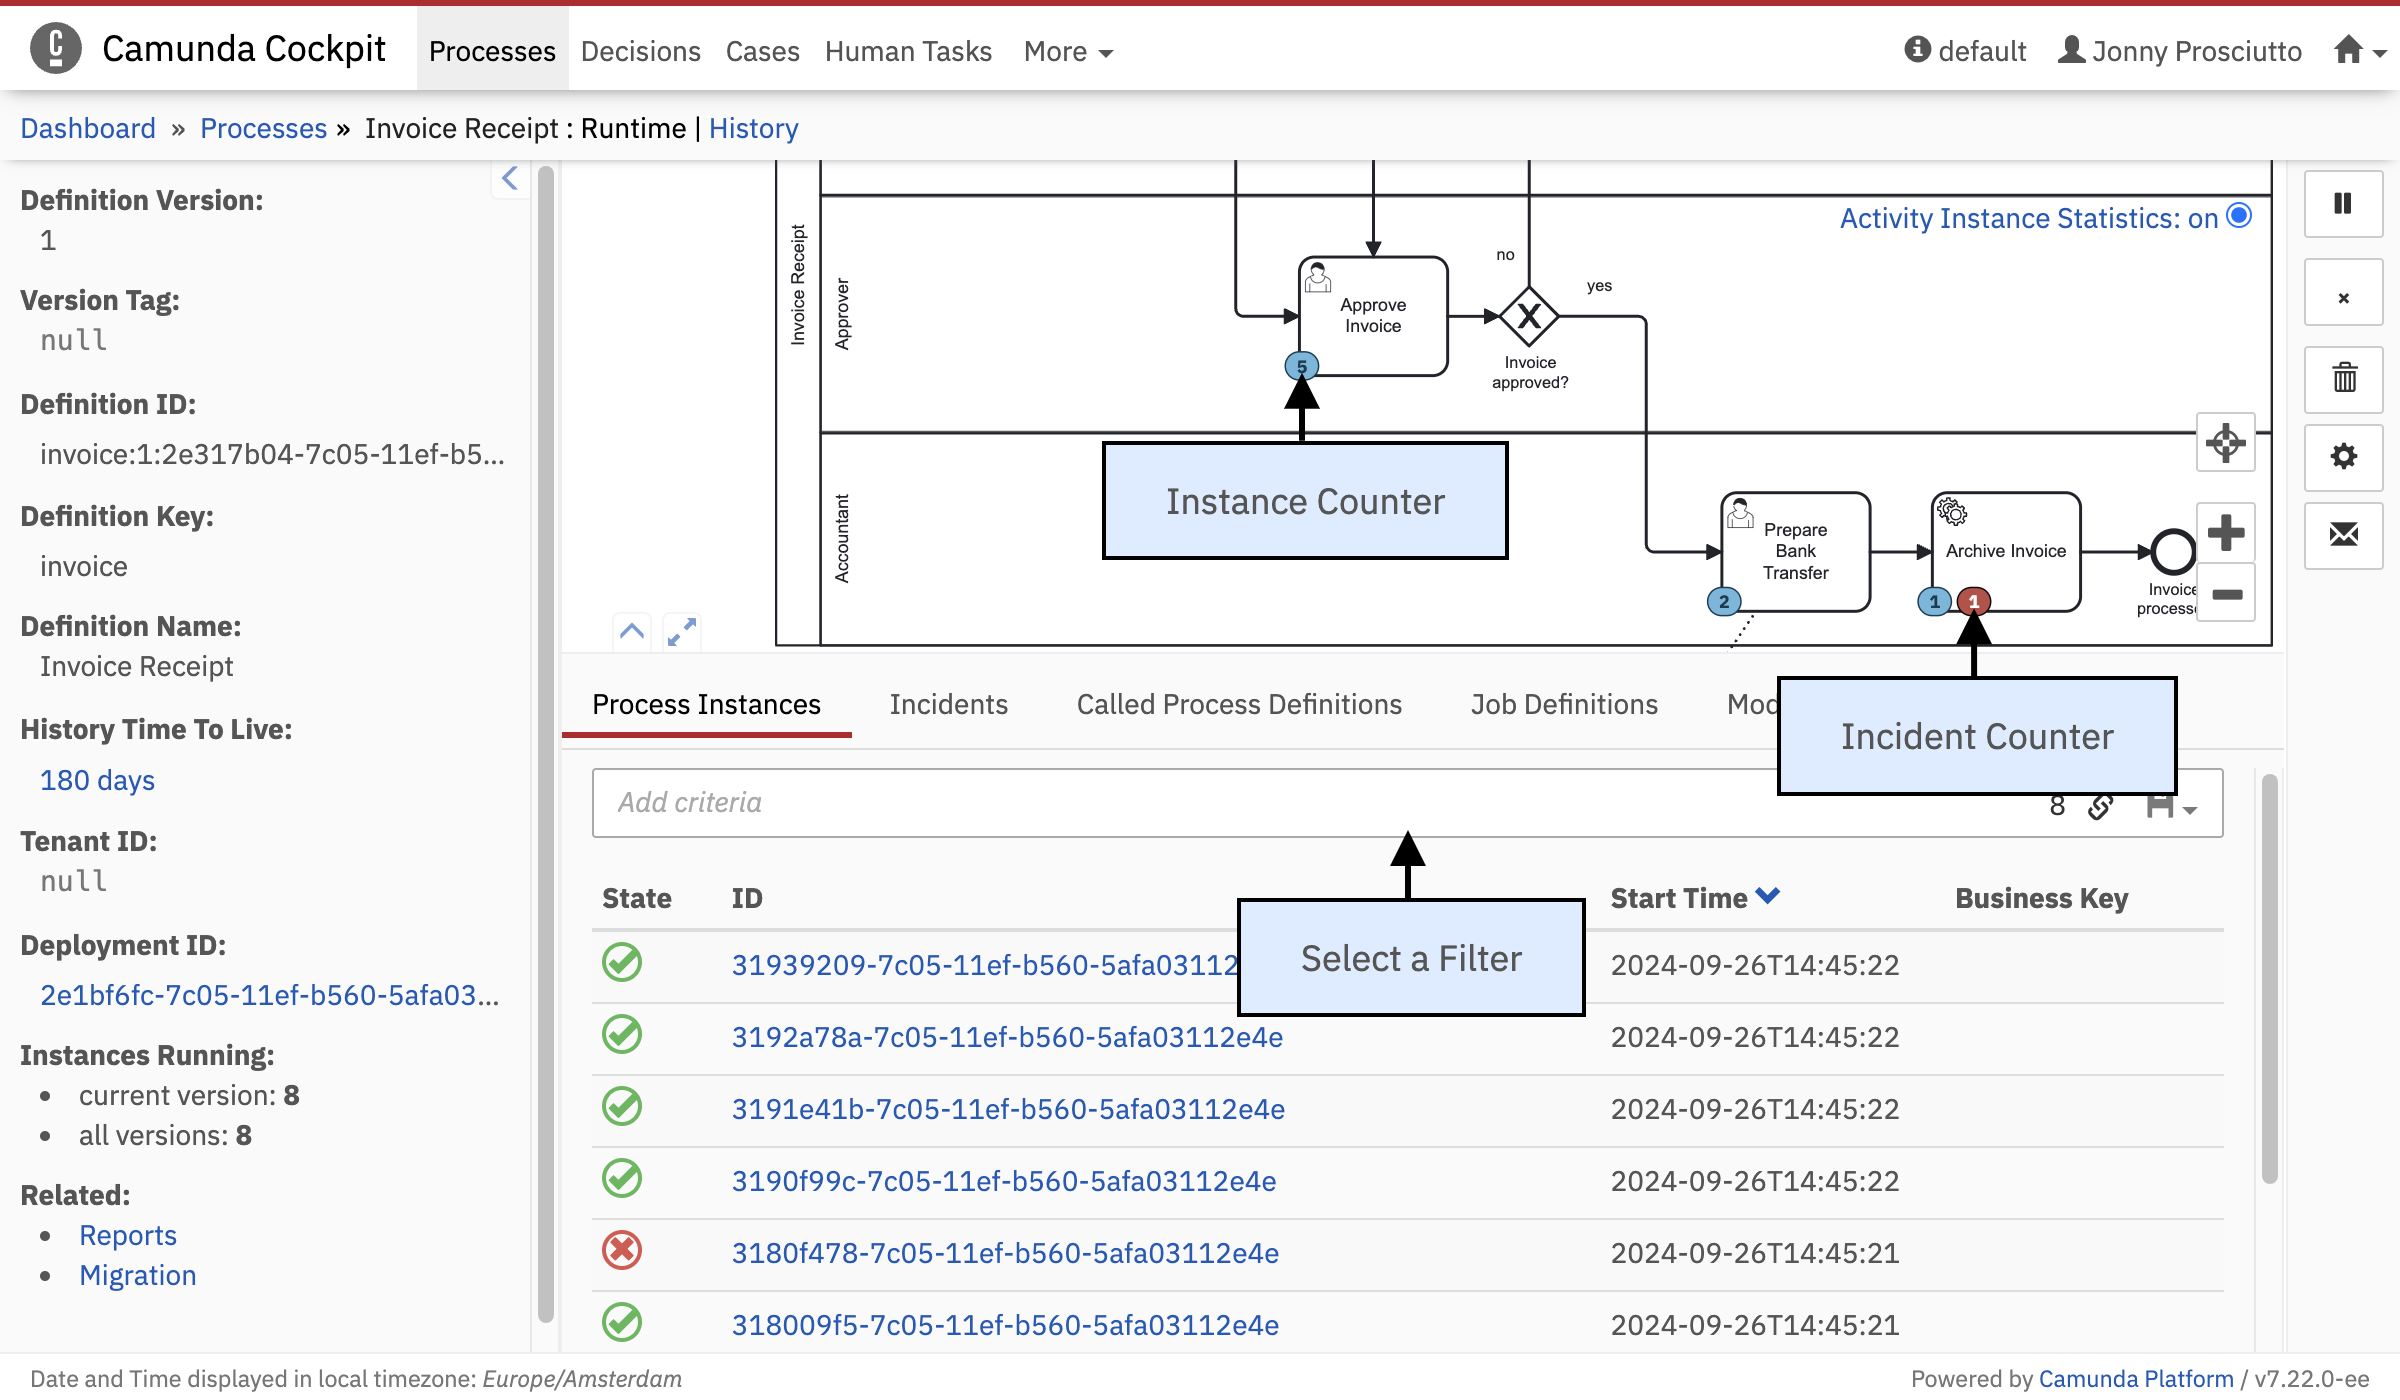 Camunda Cockpit
Processes Decisions Cases Human Tasks More
default Jonny Prosciutto
Dashboard » Processes » Invoice Receipt : Runtime | History
Definition Version:
1
Version Tag:
null
Definition ID:
invoice:1:2e317b04-7c05-11ef-b5...
Definition Key:
invoice
Definition Name:
Invoice Receipt
History Time To Live:
180 days
Tenant ID:
null
Deployment ID:
2e1bf6fc-7c05-11ef-b560-5afa03...
Instances Running:
current version: 8
all versions: 8
Related:
Reports
Migration
Invoice Receipt
Approver
Accountant
Activity Instance Statistics: on
Approve
Invoice
5
no
yes
Invoice
approved?
Instance Counter
Prepare
Bank
Transfer
2
Archive Invoice
1 1
Invoice
process
Incident Counter
Process Instances Incidents Called Process Definitions Job Definitions Mod
Add criteria
8
Select a Filter
State ID Start Time Business Key
31939209-7c05-11ef-b560-5afa03112 2024-09-26T14:45:22
3192a78a-7c05-11ef-b560-5afa03112e4e 2024-09-26T14:45:22
3191e41b-7c05-11ef-b560-5afa03112e4e 2024-09-26T14:45:22
3190f99c-7c05-11ef-b560-5afa03112e4e 2024-09-26T14:45:22
3180f478-7c05-11ef-b560-5afa03112e4e 2024-09-26T14:45:21
318009f5-7c05-11ef-b560-5afa03112e4e 2024-09-26T14:45:21
Date and Time displayed in local timezone: Europe/Amsterdam
Powered by Camunda Platform / v7.22.0-ee